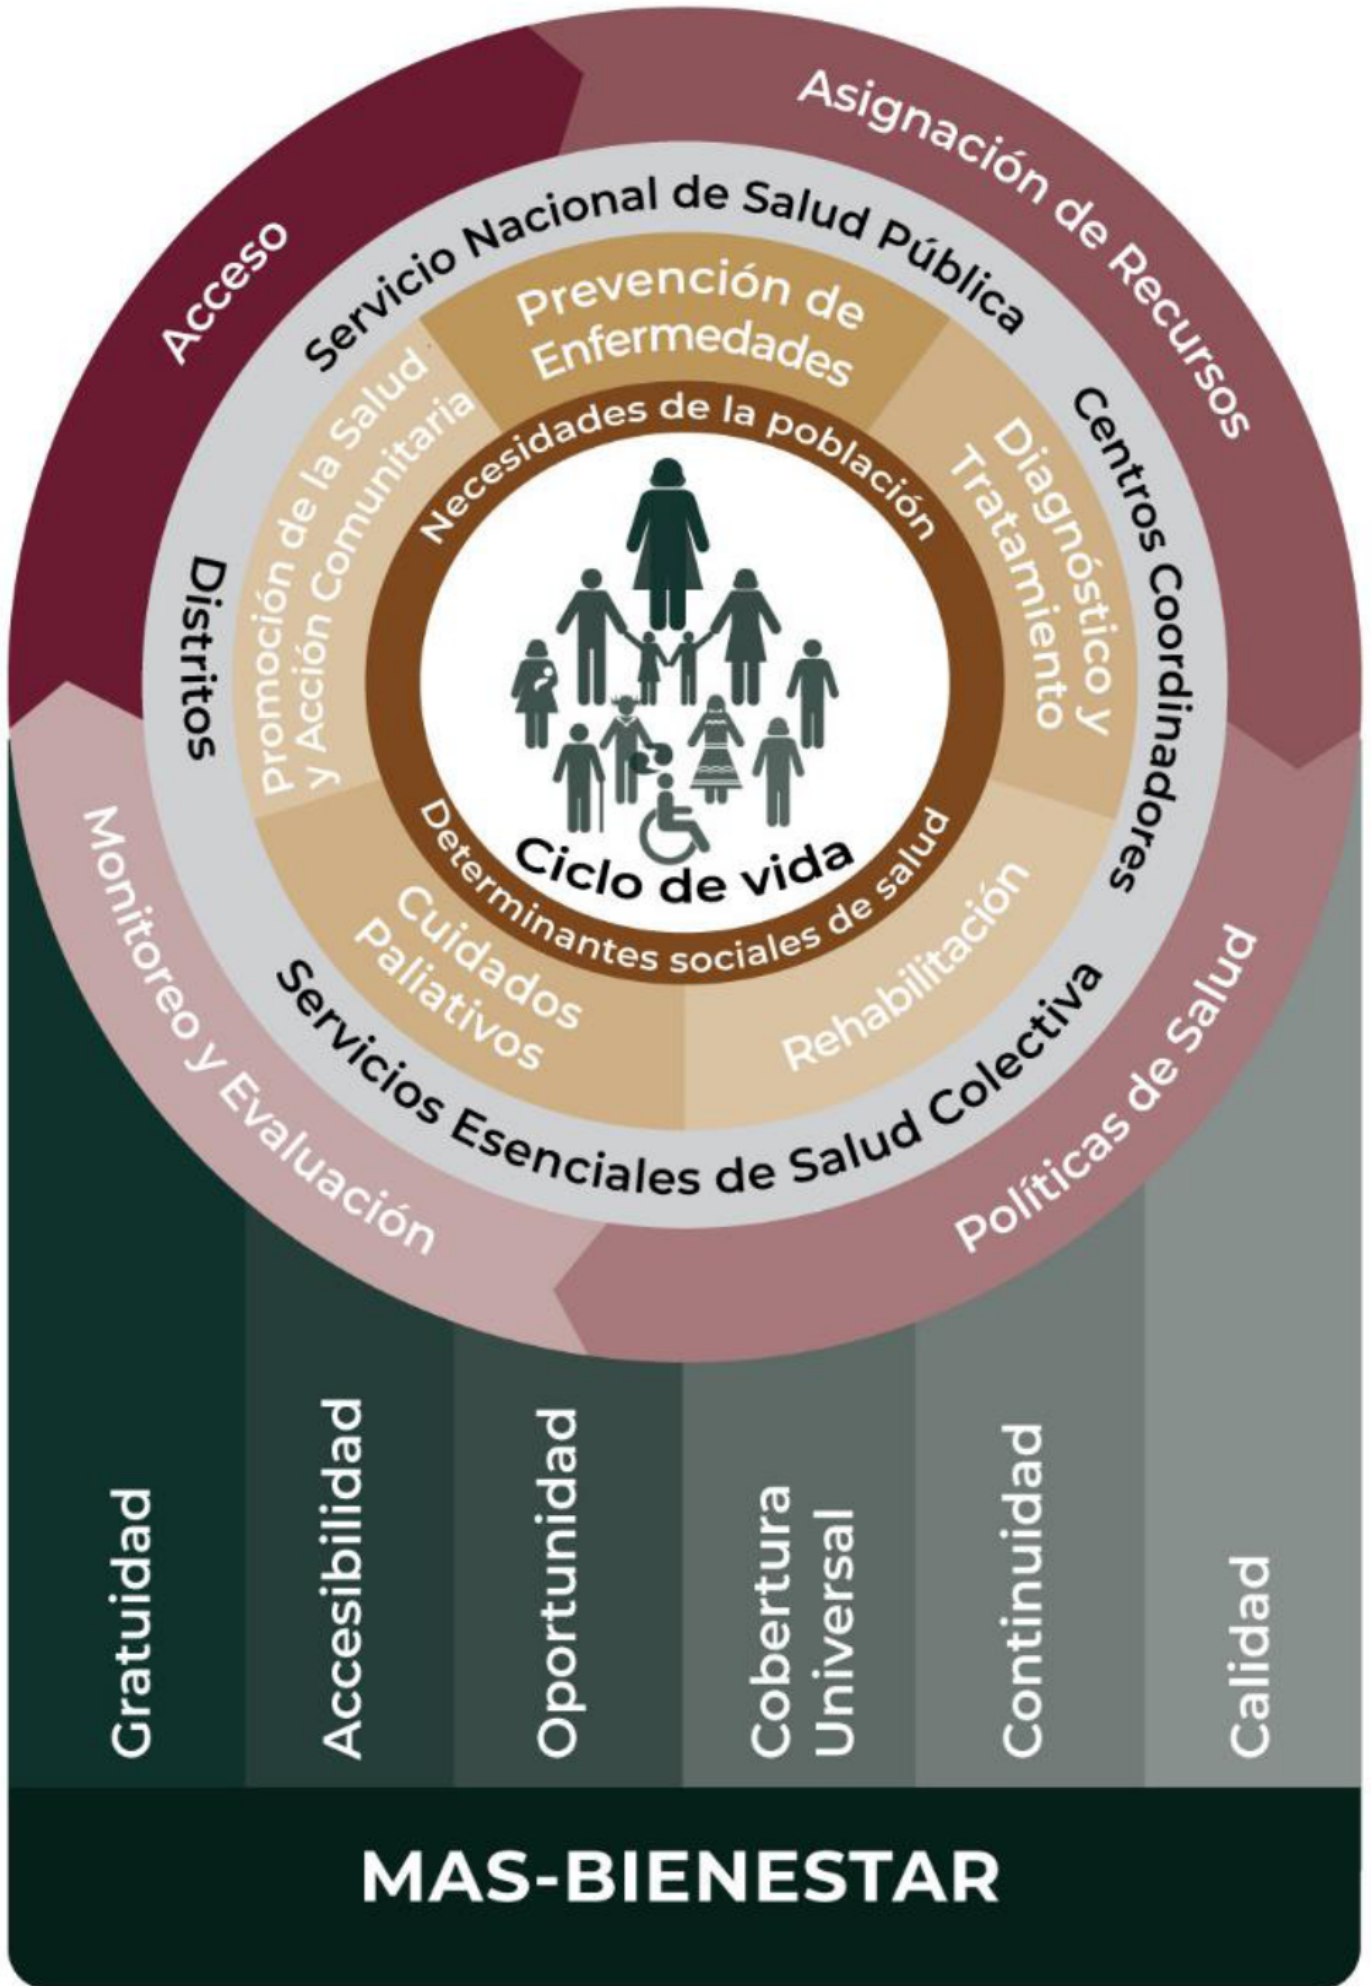 Acceso
Asignación de Recursos
Políticas de Salud
Monitoreo y Evaluación
Servicio Nacional de Salud Pública
Centros Coordinadores
Servicios Esenciales de Salud Colectiva
Distritos
Prevención de
Enfermedades
Diagnóstico y
Tratamiento
Rehabilitación
Cuidados
Paliativos
Promoción de la Salud
y Acción Comunitaria
Necesidades de la población
Determinantes sociales de salud
Ciclo de vida
Gratuidad
Accesibilidad
Oportunidad
Cobertura
Universal
Continuidad
Calidad
MAS-BIENESTAR